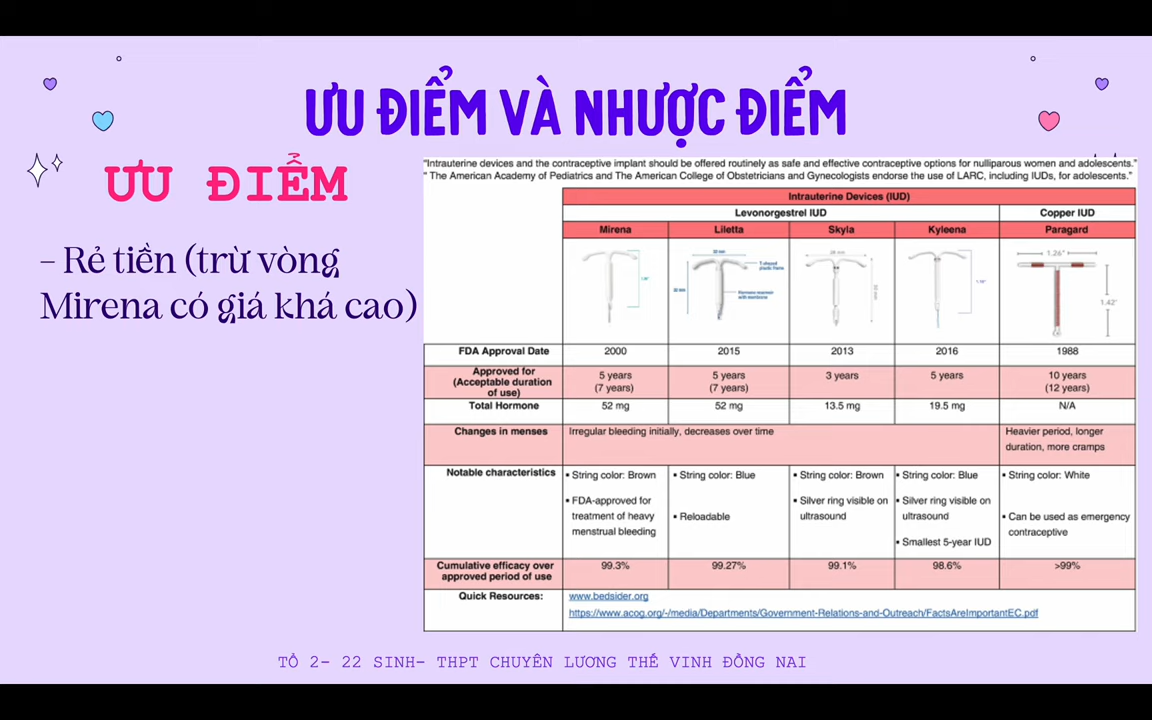 ƯU ĐIỂM VÀ NHƯỢC ĐIỂM
ƯU ĐIỂM
– Rẻ tiền (trừ vòng
Mirena có giá khá cao)
"Intrauterine devices and the contraceptive implant should be offered routinely as safe and effective contraceptive options for nulliparous women and adolescents."
" The American Academy of Pediatrics and The American College of Obstetricians and Gynecologists endorse the use of LARC, including IUDs, for adolescents."
Intrauterine Devices (IUD)
Levonorgestrel IUD Copper IUD
Mirena Liletta Skyla Kyleena Paragard
1.26"
1.42"
FDA Approval Date 2000 2015 2013 2016 1988
Approved for (Acceptable duration of use) 5 years (7 years) 5 years (7 years) 3 years 5 years 10 years (12 years)
Total Hormone 52 mg 52 mg 13.5 mg 19.5 mg N/A
Changes in menses Irregular bleeding initially, decreases over time Heavier period, longer duration, more cramps
Notable characteristics • String color: Brown • FDA-approved for treatment of heavy menstrual bleeding • String color: Blue • Reloadable • String color: Brown • Silver ring visible on ultrasound • String color: Blue • Silver ring visible on ultrasound • Smallest 5-year IUD • String color: White • Can be used as emergency contraceptive
Cumulative efficacy over approved period of use 99.3% 99.27% 99.1% 98.6% >99%
Quick Resources: www.bedsider.org
https://www.acog.org/-/media/Departments/Government-Relations-and-Outreach/FactsAreImportantEC.pdf
TỔ 2- 22 SINH- THPT CHUYÊN LƯƠNG THẾ VINH ĐỒNG NAI